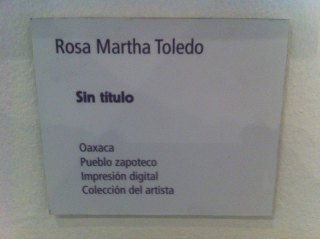 Rosa Martha Toledo
Sin título
Oaxaca
Pueblo zapoteco
Impresión digital
Colección del artista